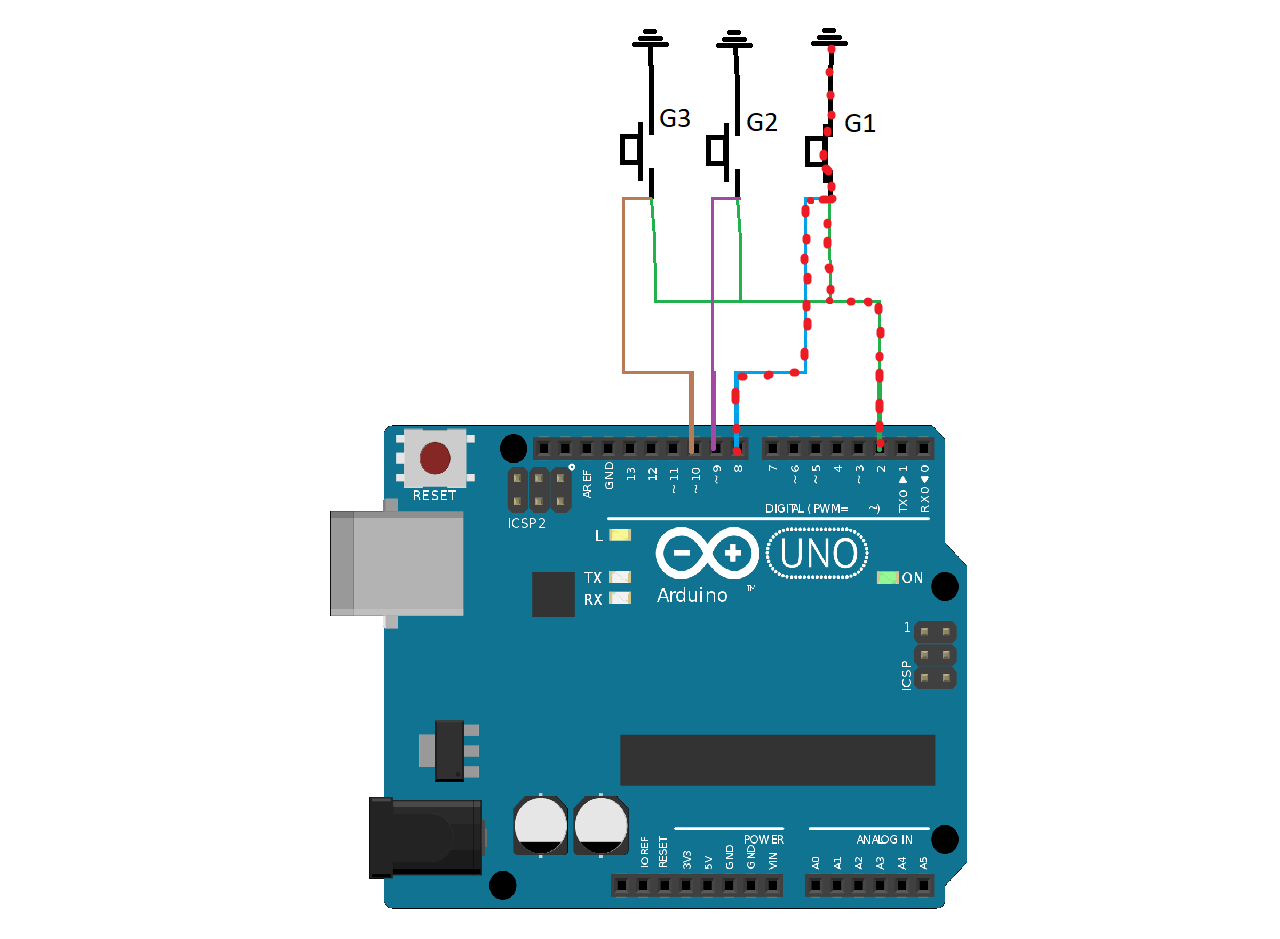 G3
G2
G1
RESET
ICSP2
AREF
GND
13
12
~11
~10
~9
8
7
~6
~5
4
~3
2
TX0 ▶ 1
RX0 ◀ 0
DIGITAL (PWM= ~)
L
TX
RX
UNO
Arduino
TM
ON
1
ICSP
POWER
ANALOG IN
IOREF
RESET
3V3
5V
GND
GND
VIN
A0
A1
A2
A3
A4
A5